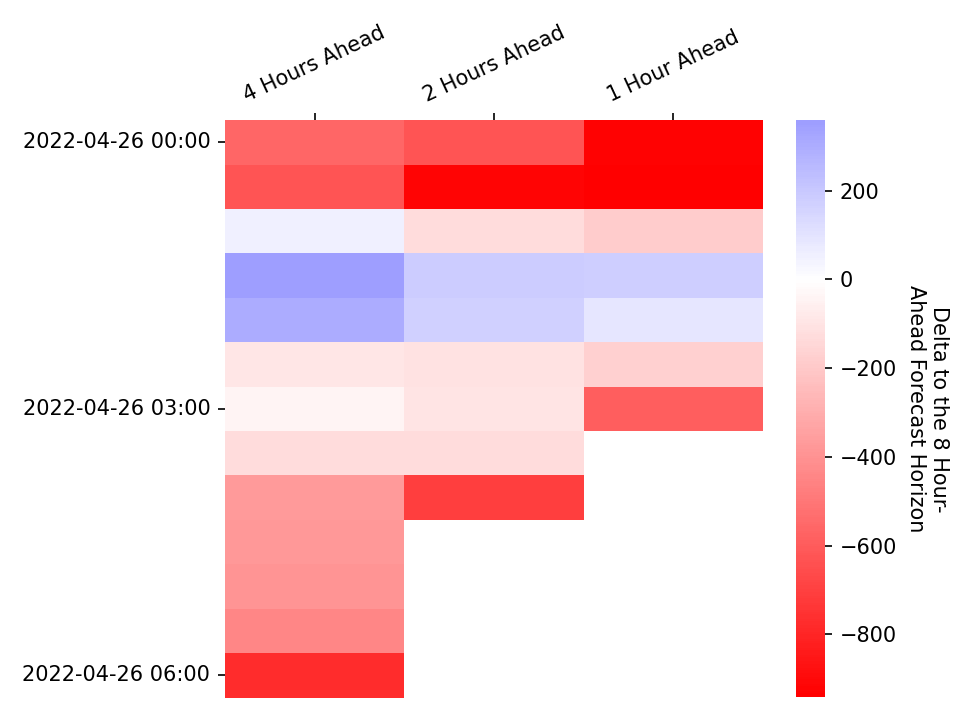 4 Hours Ahead
2 Hours Ahead
1 Hour Ahead
2022-04-26 00:00
2022-04-26 03:00
2022-04-26 06:00
200
0
−200
−400
−600
−800
Delta to the 8 Hour-
Ahead Forecast Horizon